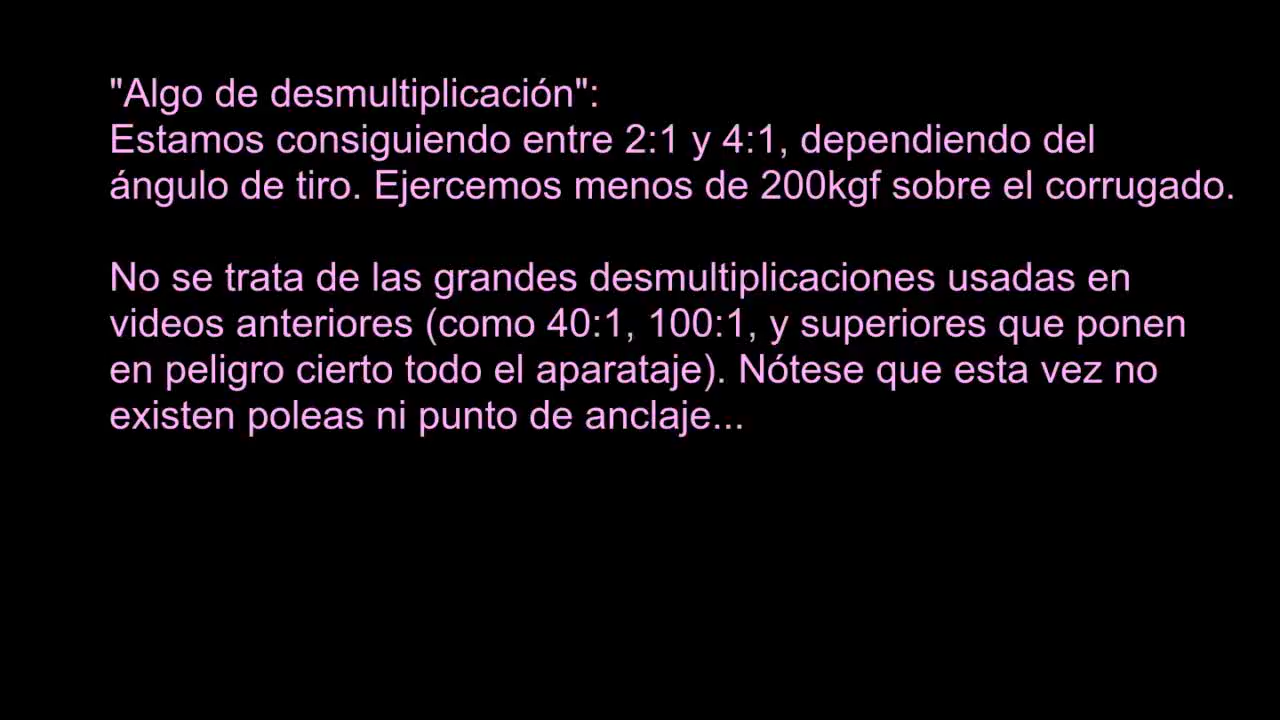 "Algo de desmultiplicación":
Estamos consiguiendo entre 2:1 y 4:1, dependiendo del
ángulo de tiro. Ejercemos menos de 200kgf sobre el corrugado.
No se trata de las grandes desmultiplicaciones usadas en
videos anteriores (como 40:1, 100:1, y superiores que ponen
en peligro cierto todo el aparataje). Nótese que esta vez no
existen poleas ni punto de anclaje...